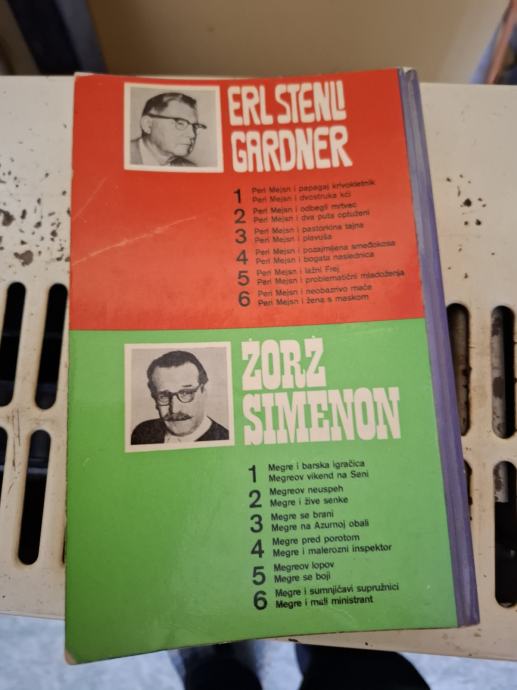 ERL STENLI
GARDNER
1 Peri Mejsn i papagaj krivokletnik
Peri Mejsn i dvostruka kći
2 Peri Mejsn i odbegli mrtvac
Peri Mejsn i dva puta optuženi
3 Peri Mejsn i pastorkina tajna
Peri Mejsn i plavuša
4 Peri Mejsn i pozajmljena smeđokosa
Peri Mejsn i bogata naslednica
5 Peri Mejsn i lažni Frej
Peri Mejsn i problematični mladoženja
6 Peri Mejsn i neobazrivo mače
Peri Mejsn i žena s maskom
ŽORŽ
SIMENON
1 Megre i barska igračica
Megreov vikend na Seni
2 Megreov neuspeh
Megre i žive senke
3 Megre se brani
Megre na Azurnoj obali
4 Megre pred porotom
Megre i malerozni inspektor
5 Megreov lopov
Megre se boji
6 Megre i sumnjičavi supružnici
Megre i mali ministrant